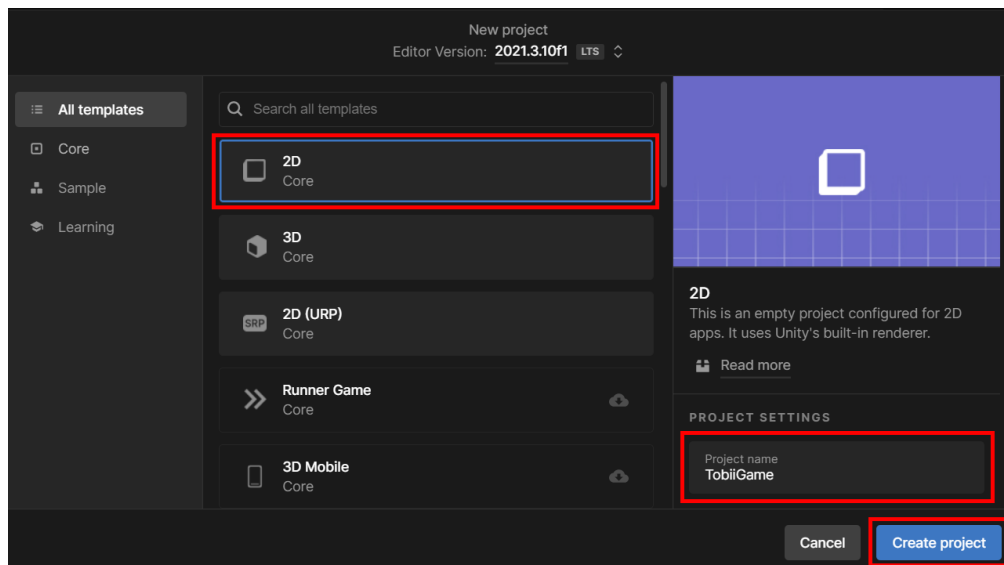 New project
Editor Version: 2021.3.10f1 LTS
All templates
Core
Sample
Learning
Search all templates
2D
Core
3D
Core
SRP
2D (URP)
Core
Runner Game
Core
3D Mobile
Core
2D
This is an empty project configured for 2D
apps. It uses Unity's built-in renderer.
Read more
PROJECT SETTINGS
Project name
TobiiGame
Cancel
Create project